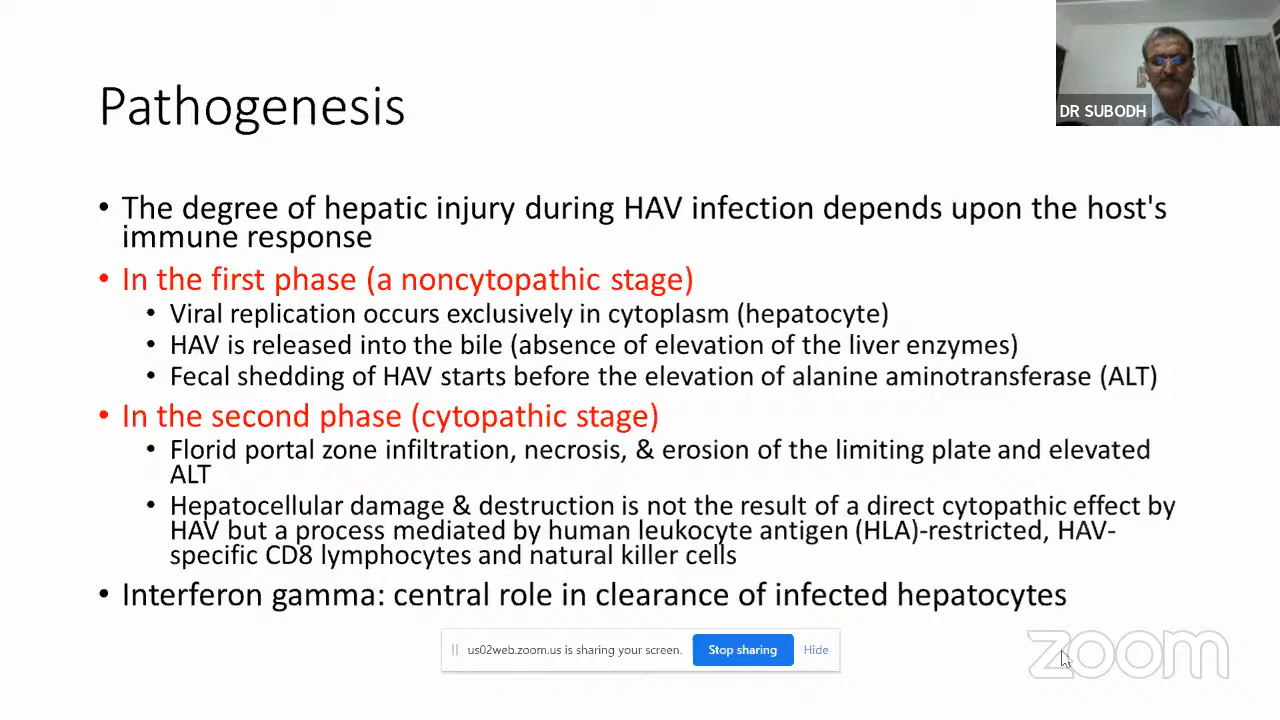 DR SUBODH
Pathogenesis
• The degree of hepatic injury during HAV infection depends upon the host's
immune response
• In the first phase (a noncytopathic stage)
• Viral replication occurs exclusively in cytoplasm (hepatocyte)
• HAV is released into the bile (absence of elevation of the liver enzymes)
• Fecal shedding of HAV starts before the elevation of alanine aminotransferase (ALT)
• In the second phase (cytopathic stage)
• Florid portal zone infiltration, necrosis, & erosion of the limiting plate and elevated
ALT
• Hepatocellular damage & destruction is not the result of a direct cytopathic effect by
HAV but a process mediated by human leukocyte antigen (HLA)-restricted, HAV-
specific CD8 lymphocytes and natural killer cells
• Interferon gamma: central role in clearance of infected hepatocytes
us02web.zoom.us is sharing your screen.
Stop sharing
Hide
zoom